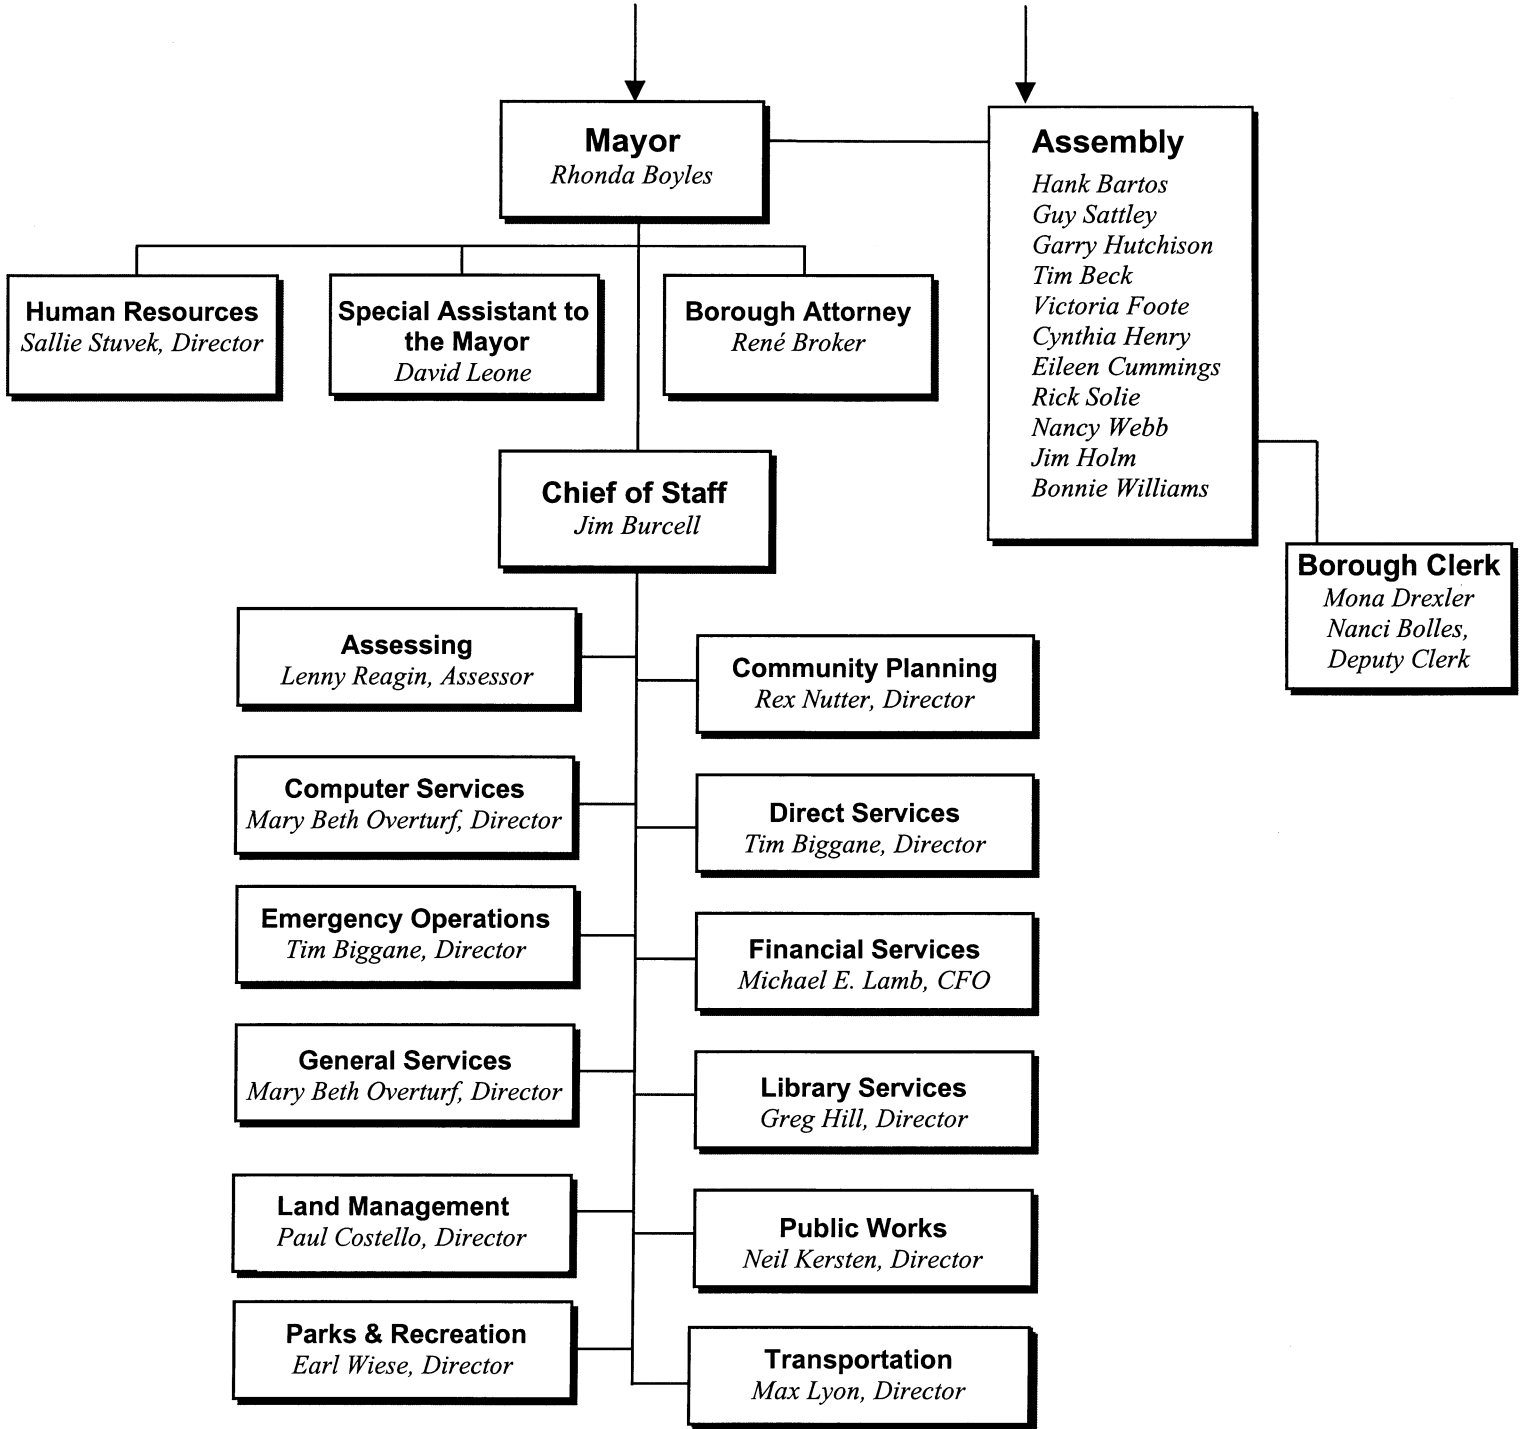 Mayor
Rhonda Boyles
Assembly
Hank Bartos
Guy Sattley
Garry Hutchison
Tim Beck
Victoria Foote
Cynthia Henry
Eileen Cummings
Rick Solie
Nancy Webb
Jim Holm
Bonnie Williams
Human Resources
Sallie Stuvek, Director
Special Assistant to
the Mayor
David Leone
Borough Attorney
René Broker
Chief of Staff
Jim Burcell
Borough Clerk
Mona Drexler
Nanci Bolles,
Deputy Clerk
Assessing
Lenny Reagin, Assessor
Community Planning
Rex Nutter, Director
Computer Services
Mary Beth Overturf, Director
Direct Services
Tim Biggane, Director
Emergency Operations
Tim Biggane, Director
Financial Services
Michael E. Lamb, CFO
General Services
Mary Beth Overturf, Director
Library Services
Greg Hill, Director
Land Management
Paul Costello, Director
Public Works
Neil Kersten, Director
Parks & Recreation
Earl Wiese, Director
Transportation
Max Lyon, Director